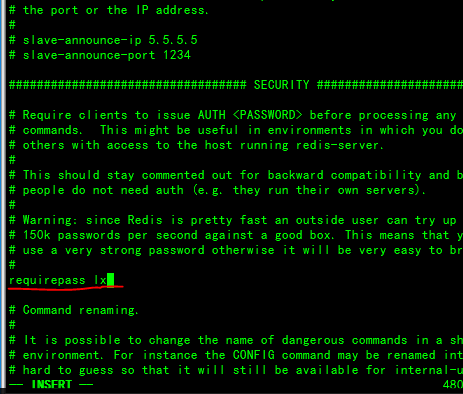 # the port or the IP address.
#
# slave-announce-ip 5.5.5.5
# slave-announce-port 1234
################################## SECURITY #####################
# Require clients to issue AUTH <PASSWORD> before processing any
# commands.  This might be useful in environments in which you do
# others with access to the host running redis-server.
#
# This should stay commented out for backward compatibility and b
# people do not need auth (e.g. they run their own servers).
#
# Warning: since Redis is pretty fast an outside user can try up
# 150k passwords per second against a good box. This means that y
# use a very strong password otherwise it will be very easy to br
#
requirepass lx
# Command renaming.
#
# It is possible to change the name of dangerous commands in a sh
# environment. For instance the CONFIG command may be renamed int
# hard to guess so that it will still be available for internal-u
-- INSERT -- 480